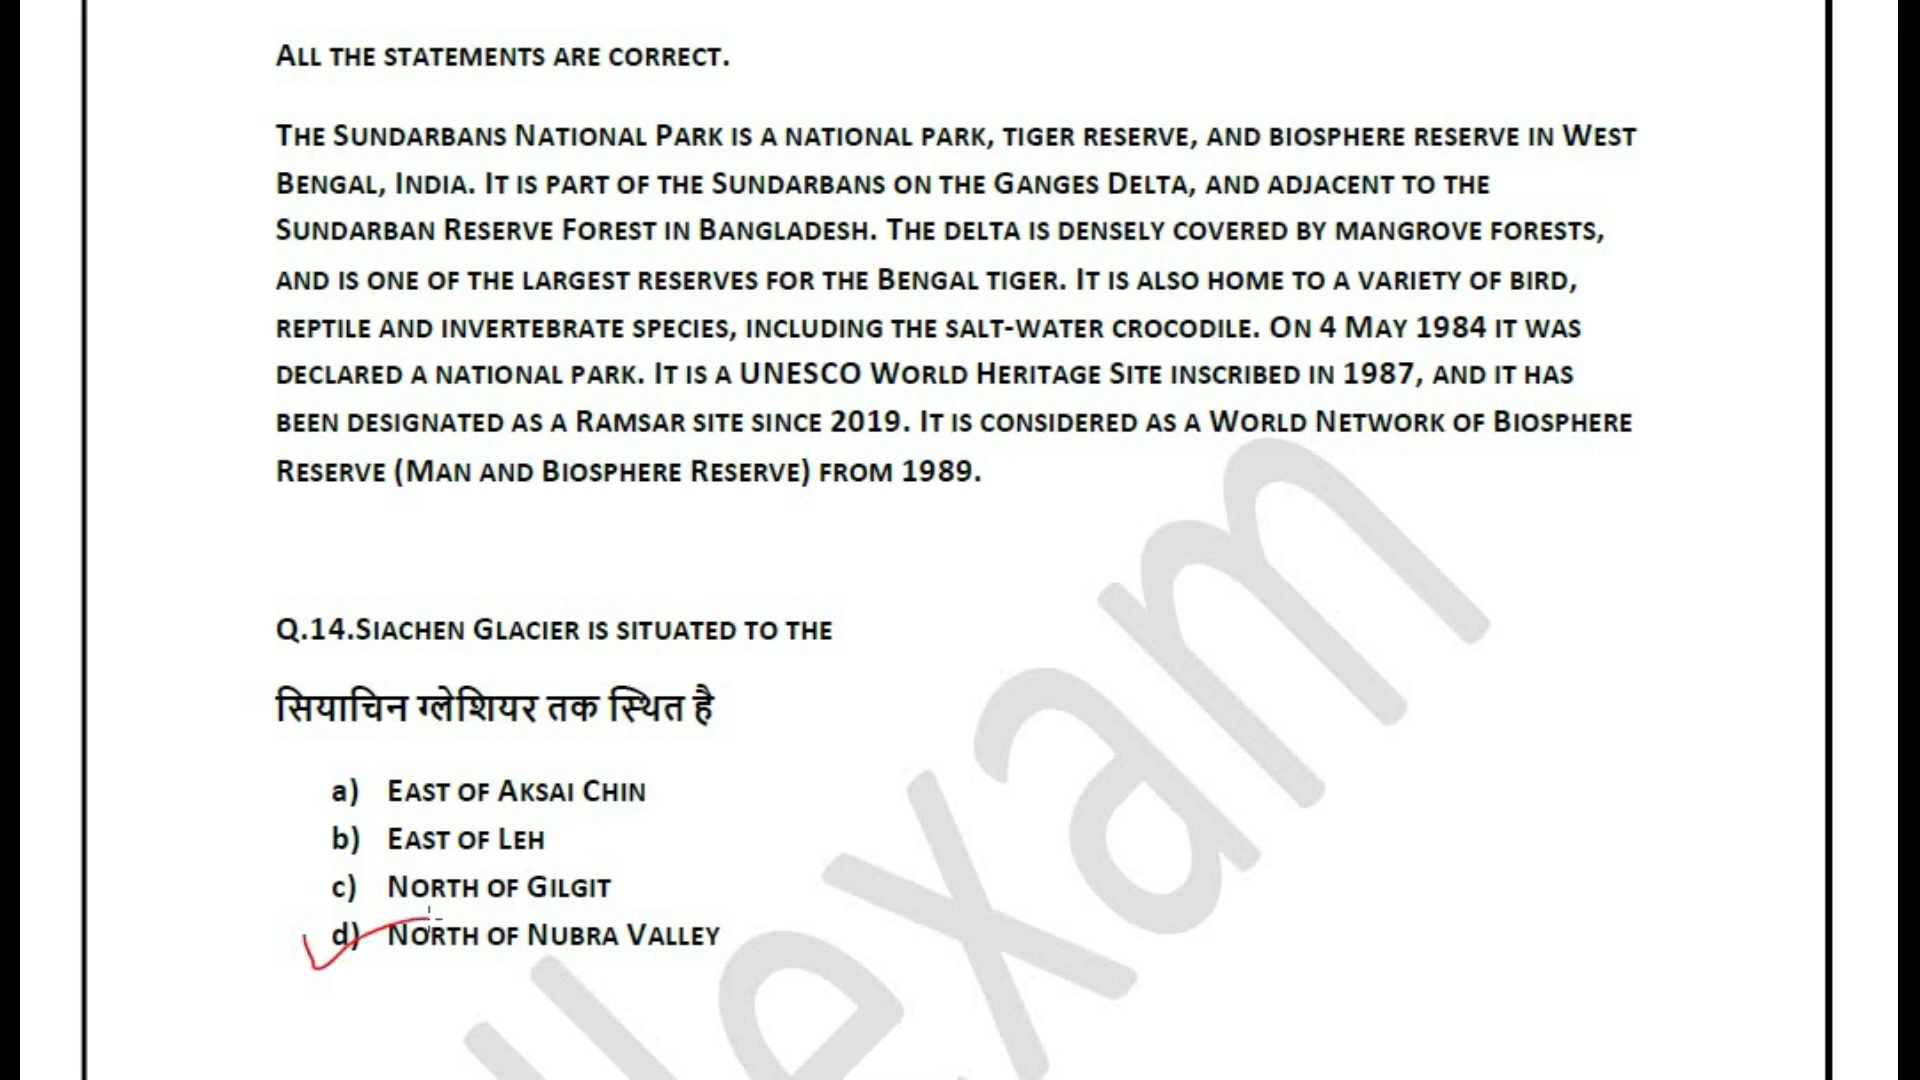 ALL THE STATEMENTS ARE CORRECT.
THE SUNDARBANS NATIONAL PARK IS A NATIONAL PARK, TIGER RESERVE, AND BIOSPHERE RESERVE IN WEST
BENGAL, INDIA. IT IS PART OF THE SUNDARBANS ON THE GANGES DELTA, AND ADJACENT TO THE
SUNDARBAN RESERVE FOREST IN BANGLADESH. THE DELTA IS DENSELY COVERED BY MANGROVE FORESTS,
AND IS ONE OF THE LARGEST RESERVES FOR THE BENGAL TIGER. IT IS ALSO HOME TO A VARIETY OF BIRD,
REPTILE AND INVERTEBRATE SPECIES, INCLUDING THE SALT-WATER CROCODILE. ON 4 MAY 1984 IT WAS
DECLARED A NATIONAL PARK. IT IS A UNESCO WORLD HERITAGE SITE INSCRIBED IN 1987, AND IT HAS
BEEN DESIGNATED AS A RAMSAR SITE SINCE 2019. IT IS CONSIDERED AS A WORLD NETWORK OF BIOSPHERE
RESERVE (MAN AND BIOSPHERE RESERVE) FROM 1989.
Q.14.SIACHEN GLACIER IS SITUATED TO THE
सियाचिन ग्लेशियर तक स्थित है
a) EAST OF AKSAI CHIN
b) EAST OF LEH
c) NORTH OF GILGIT
d) NORTH OF NUBRA VALLEY